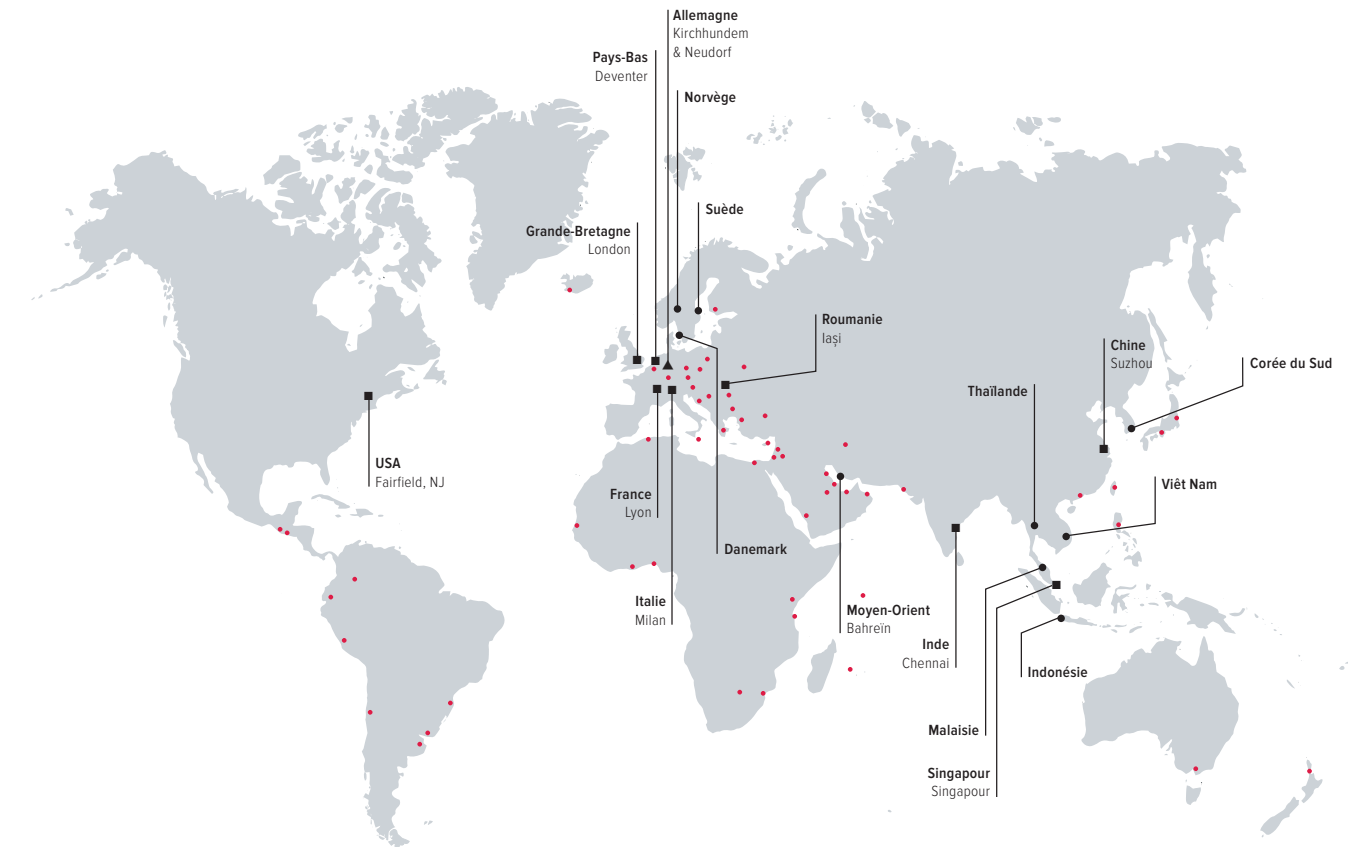 Allemagne
Kirchhundem
& Neudorf
Pays-Bas
Deventer
Norvège
Suède
Grande-Bretagne
London
Roumanie
Iași
Chine
Suzhou
Corée du Sud
Thaïlande
USA
Fairfield, NJ
Viêt Nam
France
Lyon
Danemark
Italie
Milan
Moyen-Orient
Bahreïn
Inde
Chennai
Indonésie
Malaisie
Singapour
Singapour